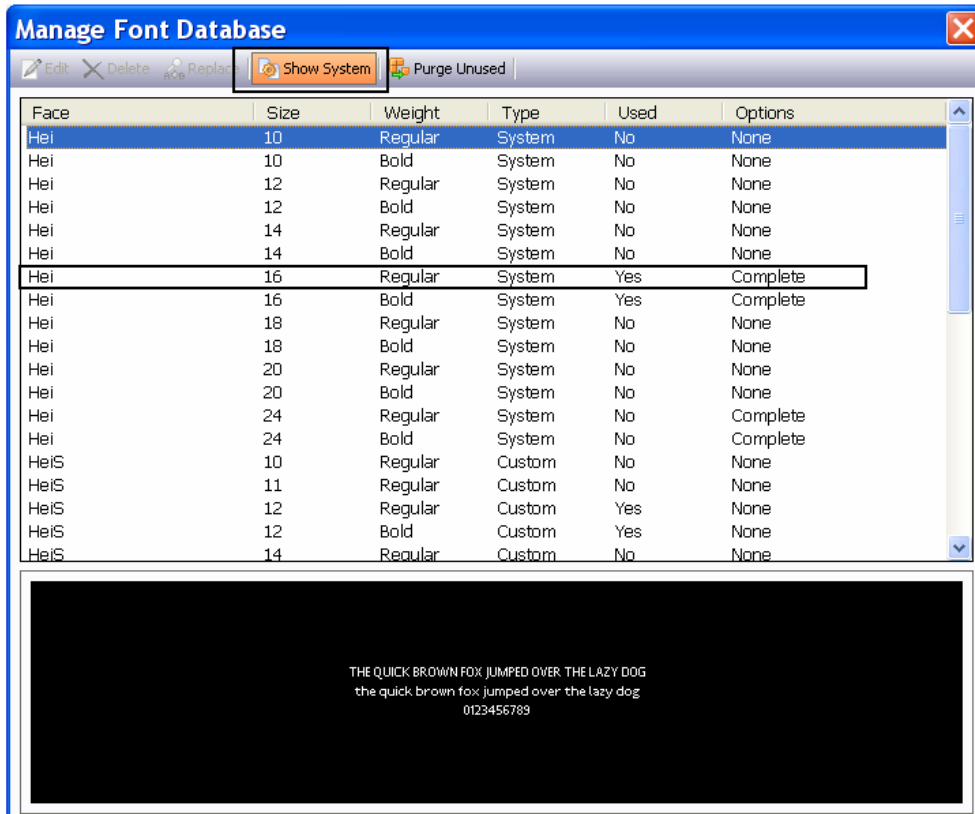 Manage Font Database
Edit Delete Replace Show System Purge Unused
Face Size Weight Type Used Options
Hei 10 Regular System No None
Hei 10 Bold System No None
Hei 12 Regular System No None
Hei 12 Bold System No None
Hei 14 Regular System No None
Hei 14 Bold System No None
Hei 16 Regular System Yes Complete
Hei 16 Bold System Yes Complete
Hei 18 Regular System No None
Hei 18 Bold System No None
Hei 20 Regular System No None
Hei 20 Bold System No None
Hei 24 Regular System No Complete
Hei 24 Bold System No Complete
HeiS 10 Regular Custom No None
HeiS 11 Regular Custom No None
HeiS 12 Regular Custom Yes None
HeiS 12 Bold Custom Yes None
HeiS 14 Regular Custom No None
THE QUICK BROWN FOX JUMPED OVER THE LAZY DOG
the quick brown fox jumped over the lazy dog
0123456789